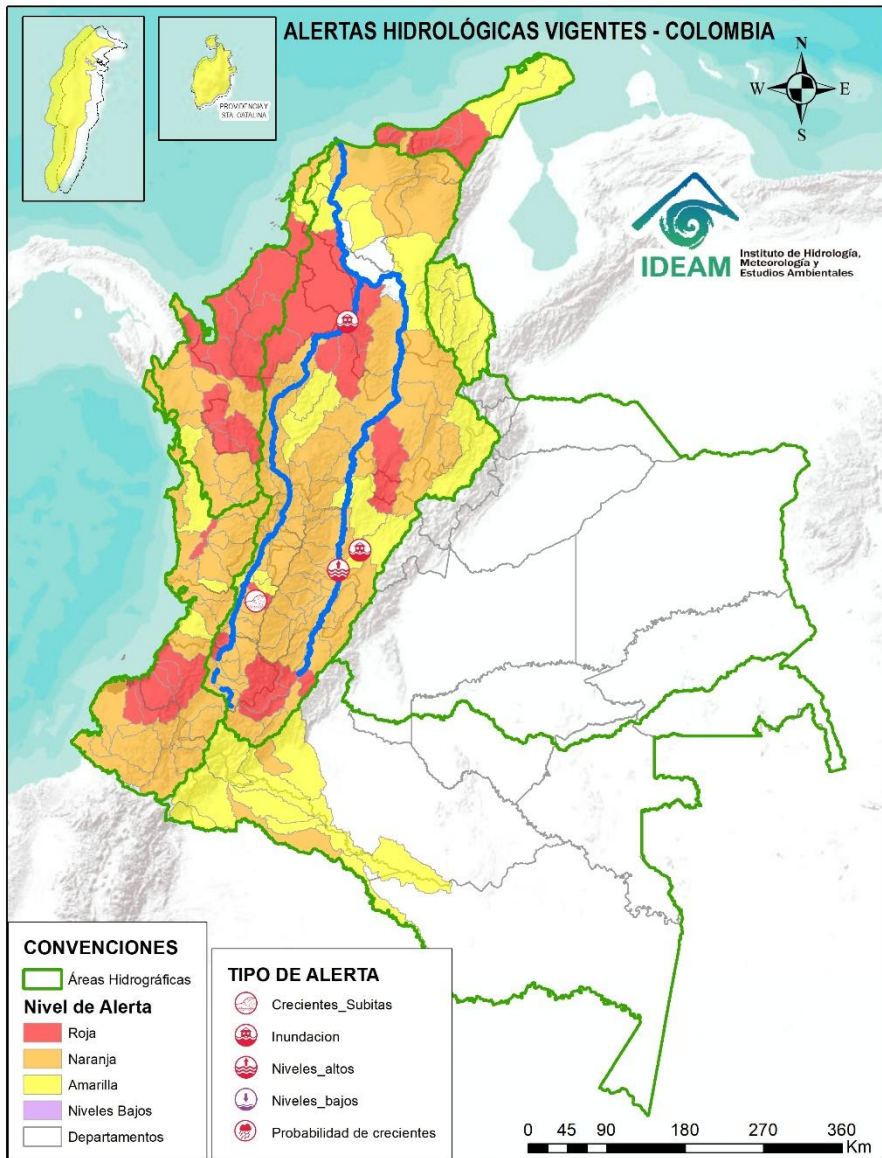 ALERTAS HIDROLÓGICAS VIGENTES - COLOMBIA
PROVIDENCIA Y
STA. CATALINA
N
W
E
S
IDEAM
Instituto de Hidrología,
Meteorología y
Estudios Ambientales
CONVENCIONES
Áreas Hidrográficas
Nivel de Alerta
Roja
Naranja
Amarilla
Niveles Bajos
Departamentos
TIPO DE ALERTA
Crecientes_Subitas
Inundacion
Niveles_altos
Niveles_bajos
Probabilidad de crecientes
0 45 90 180 270 360
Km